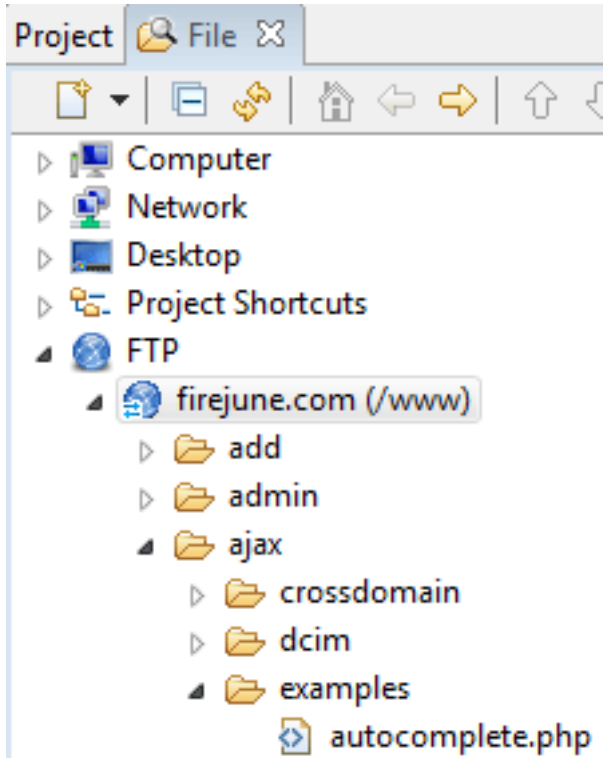 Project File
Computer
Network
Desktop
Project Shortcuts
FTP
firejune.com (/www)
add
admin
ajax
crossdomain
dcim
examples
autocomplete.php